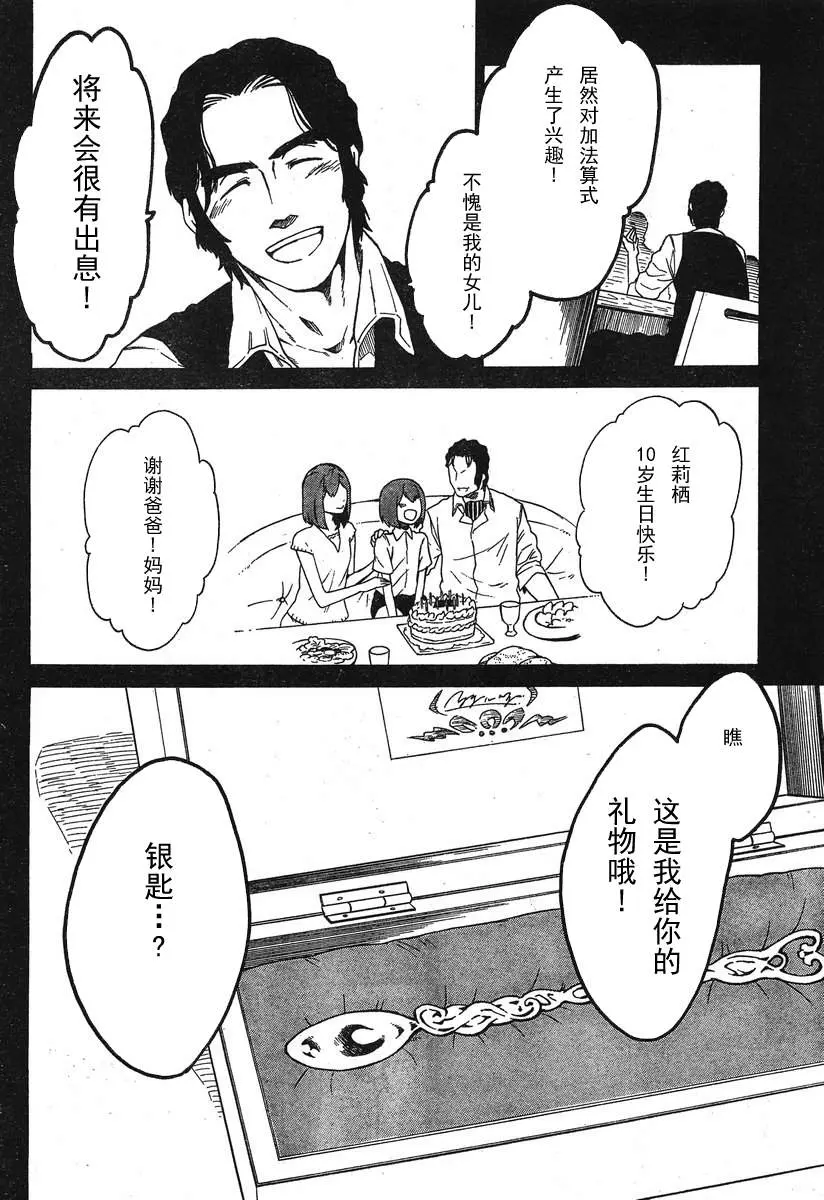 居然对加法算式
产生了兴趣！
不愧是我的女儿！
将来会很有出息！
红莉栖
10岁生日快乐！
谢谢爸爸！妈妈！
瞧
这是我给你的
礼物哦！
银匙…？